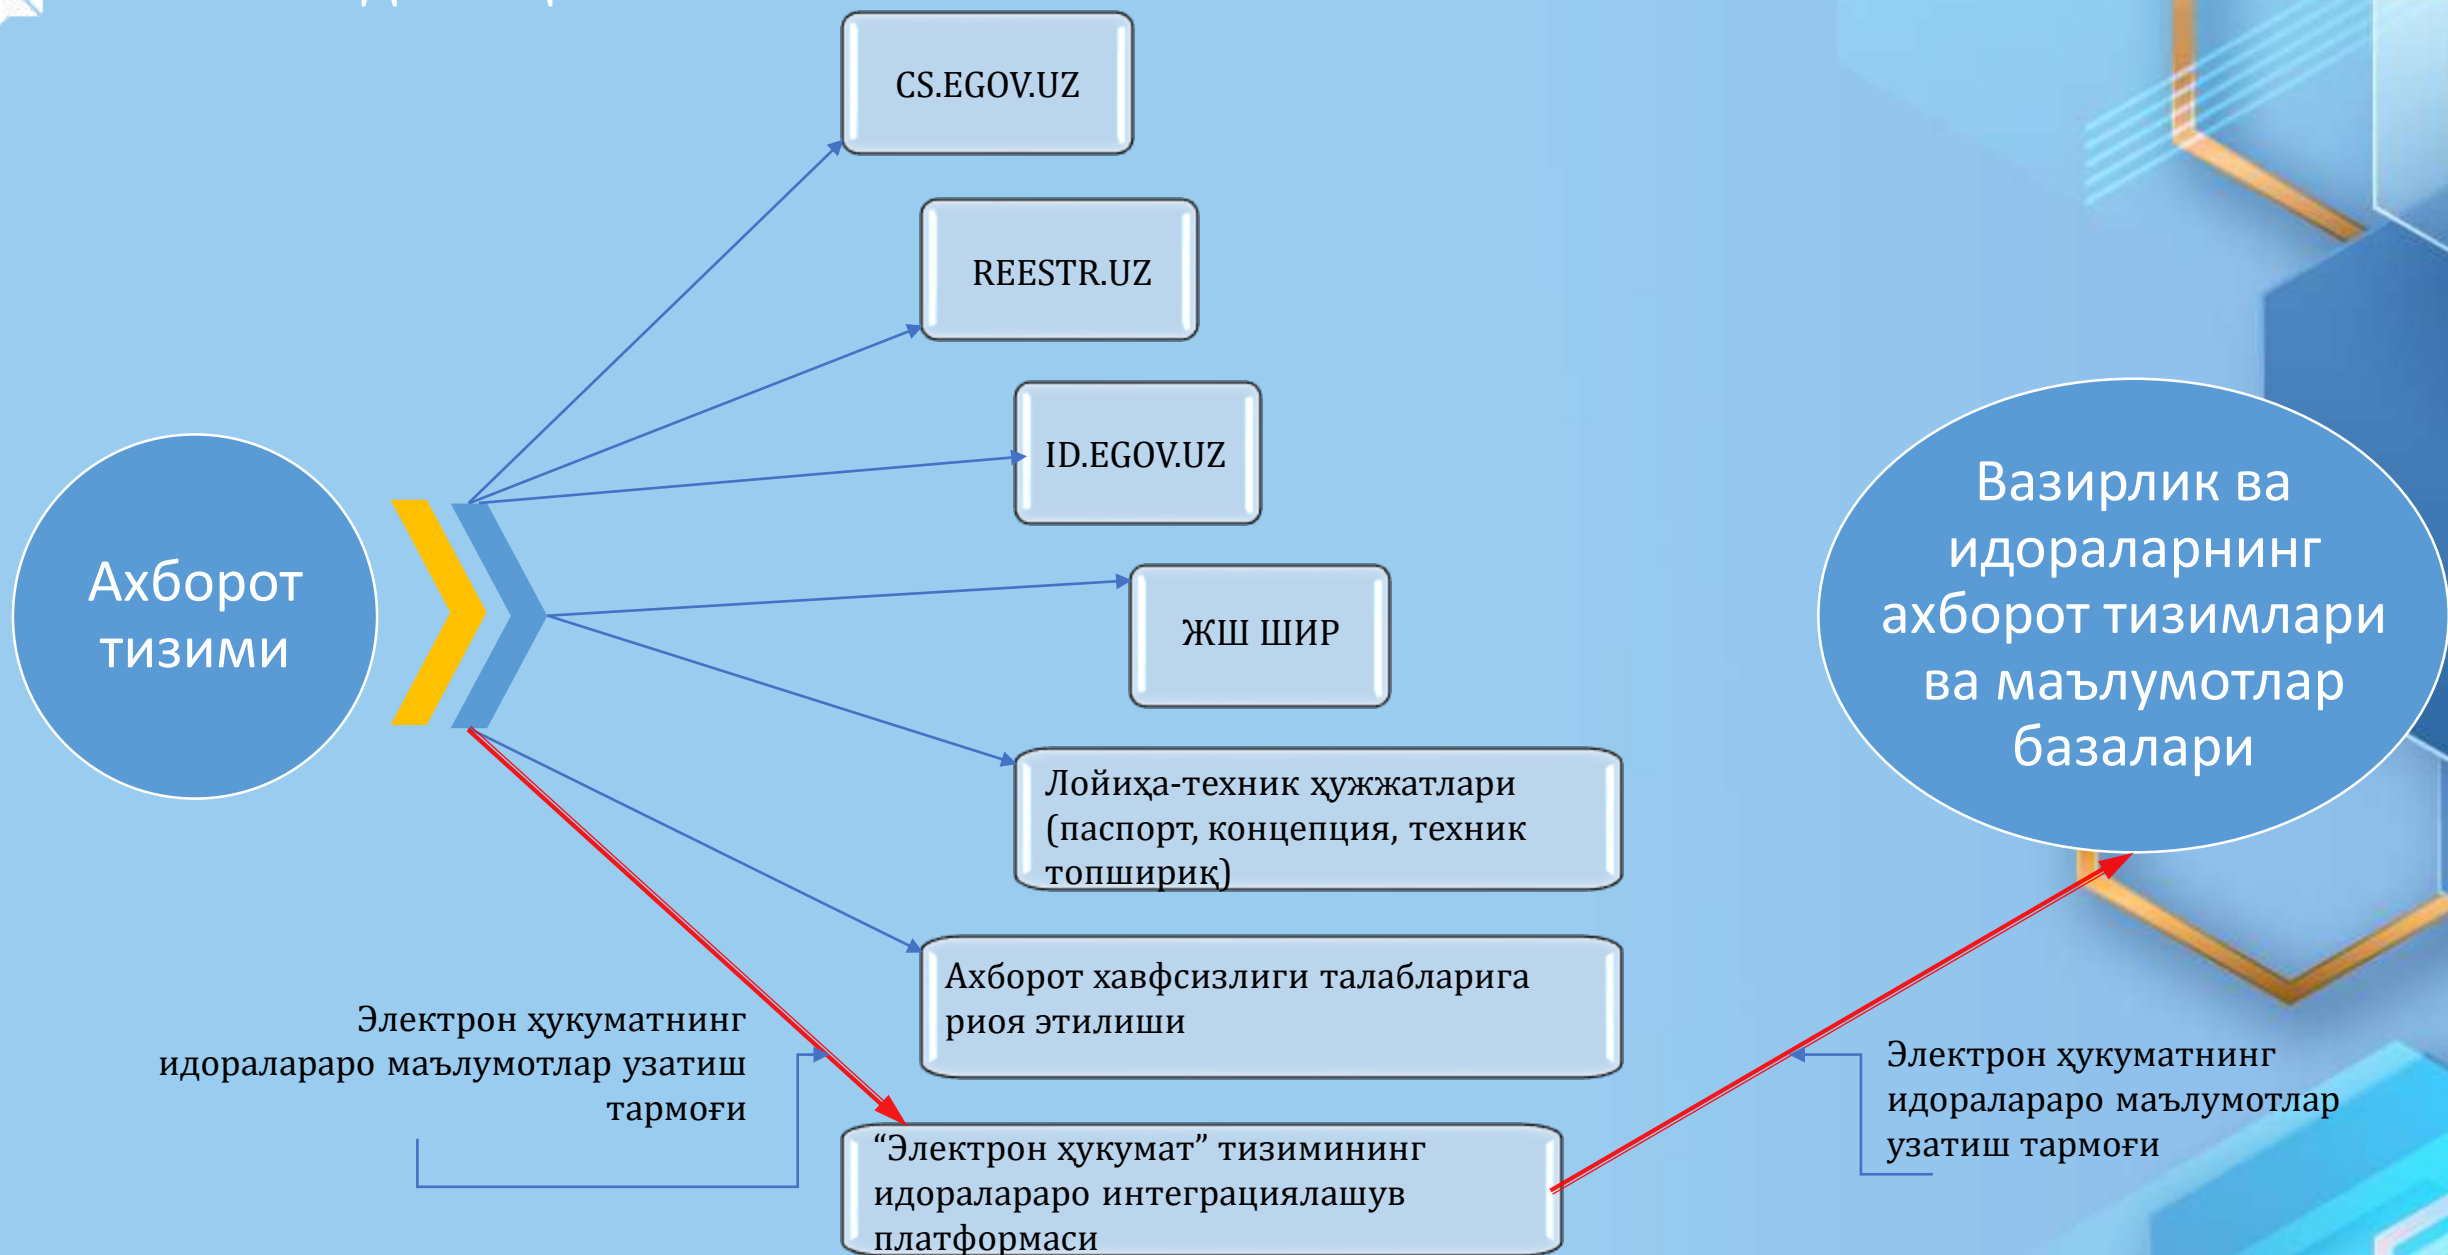 CS.EGOV.UZ
REESTR.UZ
ID.EGOV.UZ
ЖШ ШИР
Ахборот
тизими
Лойиҳа-техник ҳужжатлари
(паспорт, концепция, техник
топшириқ)
Ахборот хавфсизлиги талабларига
риоя этилиши
Электрон ҳукуматнинг
идоралараро маълумотлар узатиш
тармоғи
“Электрон ҳукумат” тизимининг
идоралараро интеграциялашув
платформаси
Вазирлик ва
идораларнинг
ахборот тизимлари
ва маълумотлар
базалари
Электрон ҳукуматнинг
идоралараро маълумотлар
узатиш тармоғи